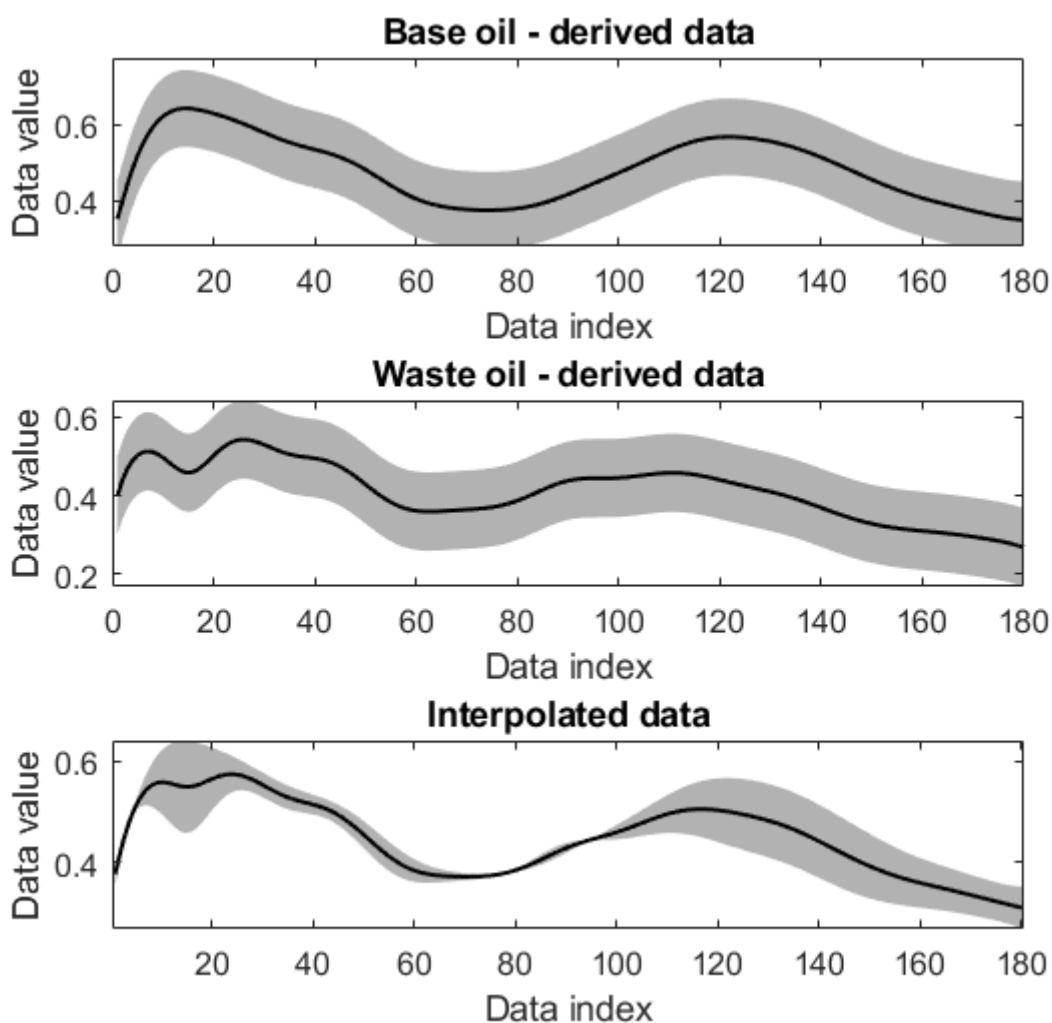 Base oil - derived data
Data value
0.6
0.4
0 20 40 60 80 100 120 140 160 180
Data index
Waste oil - derived data
Data value
0.6
0.4
0.2
0 20 40 60 80 100 120 140 160 180
Data index
Interpolated data
Data value
0.6
0.4
20 40 60 80 100 120 140 160 180
Data index